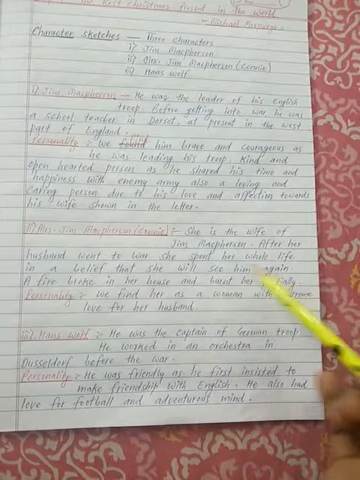 The Best Christmas Present in the World
- Michael Morpurgo
Character sketches — Three characters
i) Jim Macpherson
ii) Mrs. Jim Macpherson (Connie)
iii) Hans Wolf
i) Jim Macpherson :- He was the leader of his english
troop. Before getting into war he was
a school teacher in Dorset, at present in the west
part of England.
Personality :- We found him brave and courageous as
he was leading his troop. Kind and
open hearted person as he shared his time and
happiness with enemy army also a loving and
caring person due to his love and affection towards
his wife shown in the letter.
ii) Mrs. Jim Macpherson (Connie) :- She is the wife of
Jim Macpherson. After her
husband went to war she spent her whole life
in a belief that she will see him again
A fire broke in her house and burnt her
Personality :- We find her as a woman with
love for her husband.
iii) Hans Wolf :- He was the captain of German troop
He worked in an orchestra in
Dusseldorf before the war.
Personality :- He was friendly as he first insisted to
make friendship with English. He also had
love for football and adventurous mind.